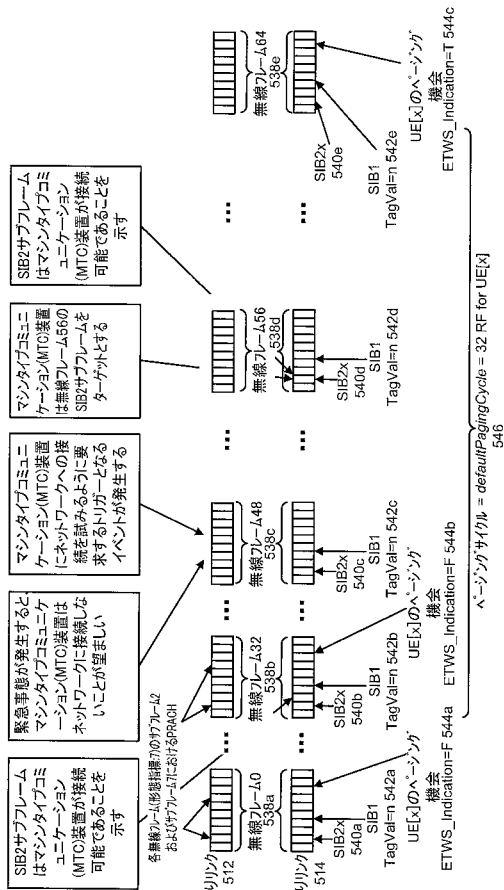 SIB2サブフレーム
はマシンタイプコミ
ュニケーション
(MTC)装置が接続
可能であることを
示す
緊急事態が発生すると
マシンタイプコミュニケ
ーション(MTC)装置は
ネットワークに接続しな
いことが望ましい
マシンタイプコミュニ
ケーション(MTC)装置
にネットワークへの接
続を試みるように要
求するトリガーとなる
イベントが発生する
マシンタイプコミュニ
ケーション(MTC)装置
は無線フレーム56の
SIB2サブフレームを
ターゲットとする
SIB2サブフレーム
はマシンタイプコミ
ュニケーション
(MTC)装置が接続
可能であることを
示す
各無線フレーム(形態指標:7)のサブフレーム2
およびサブフレーム7におけるPRACH
りリンク
512
無線フレーム0
538a
無線フレーム32
538b
無線フレーム48
538c
無線フレーム56
538d
無線フレーム64
538e
りリンク
514
SIB2x
540a
SIB1
TagVal=n 542a
UE[x]のページング
機会
ETWS_Indication=F 544a
SIB2x
540b
SIB1
TagVal=n 542b
UE[x]のページング
機会
ETWS_Indication=F 544b
SIB2x
540c
SIB1
TagVal=n 542c
SIB2x
540d
SIB1
TagVal=n 542d
SIB2x
540e
SIB1
TagVal=n 542e
UE[x]のページング
機会
ETWS_Indication=T 544c
ページングサイクル = defaultPagingCycle = 32 RF for UE[x]
546